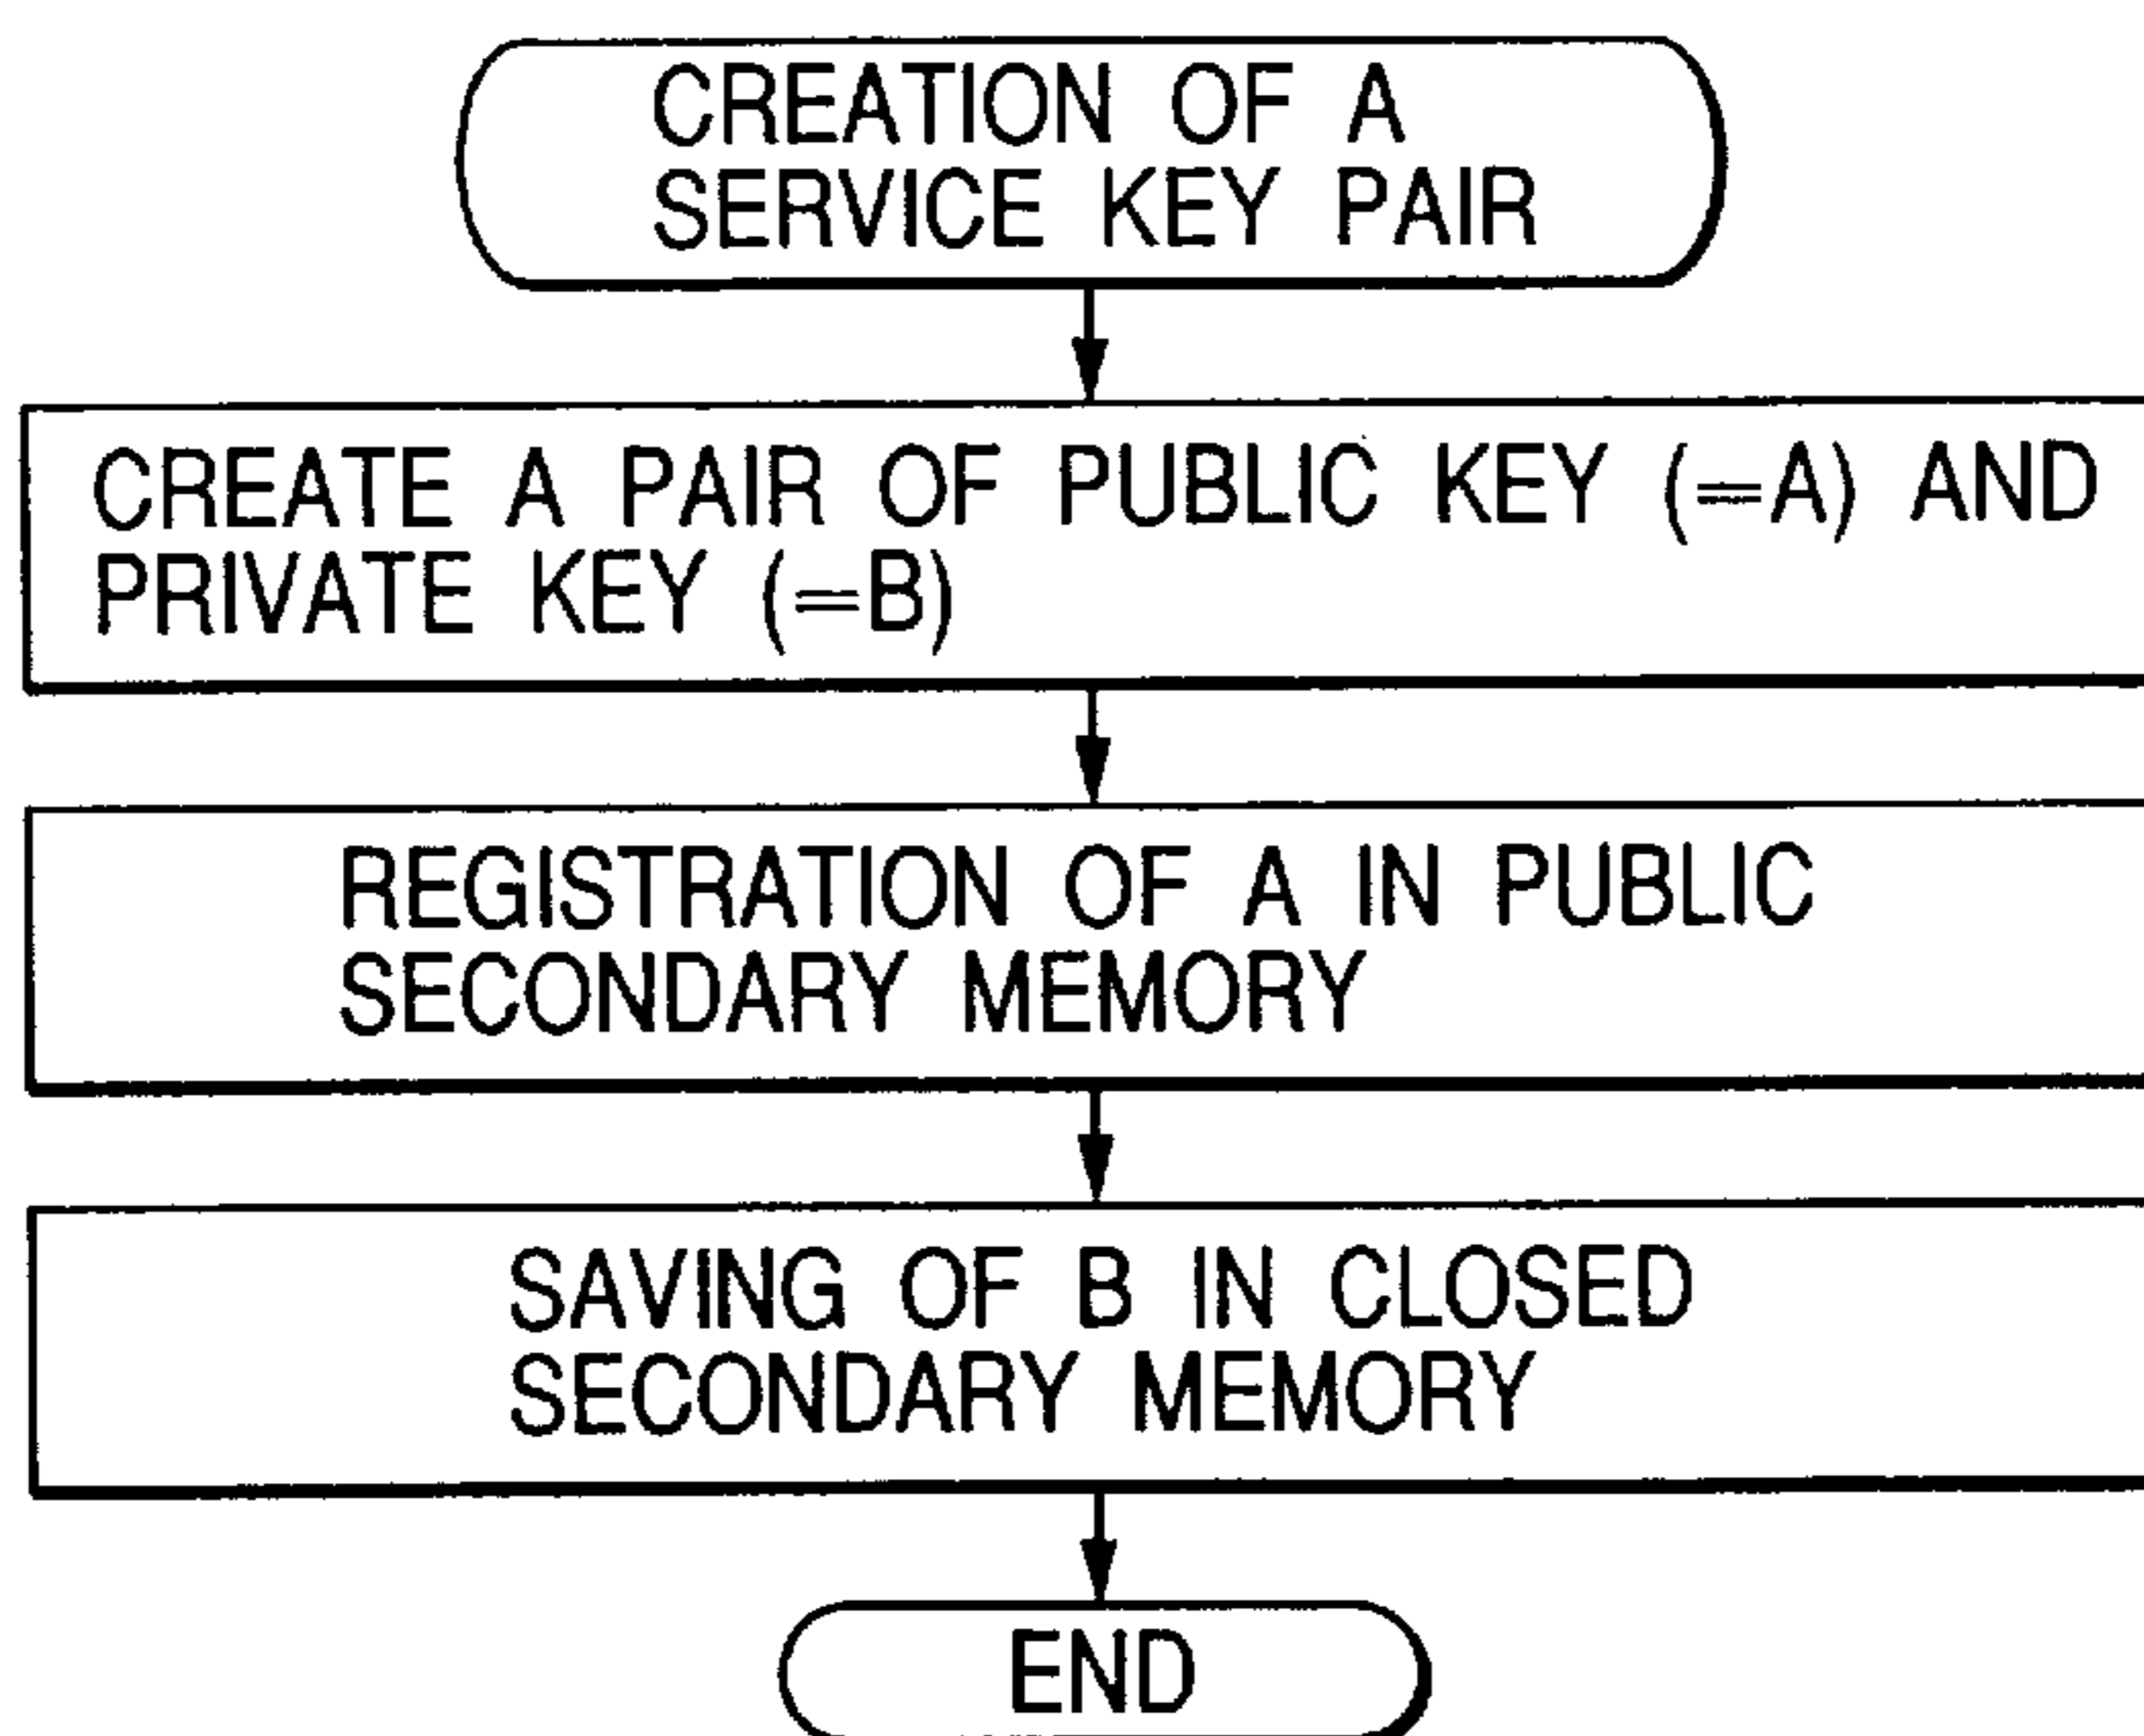 CREATION OF A
SERVICE KEY PAIR
CREATE A PAIR OF PUBLIC KEY (=A) AND
PRIVATE KEY (=B)
REGISTRATION OF A IN PUBLIC
SECONDARY MEMORY
SAVING OF B IN CLOSED
SECONDARY MEMORY
END